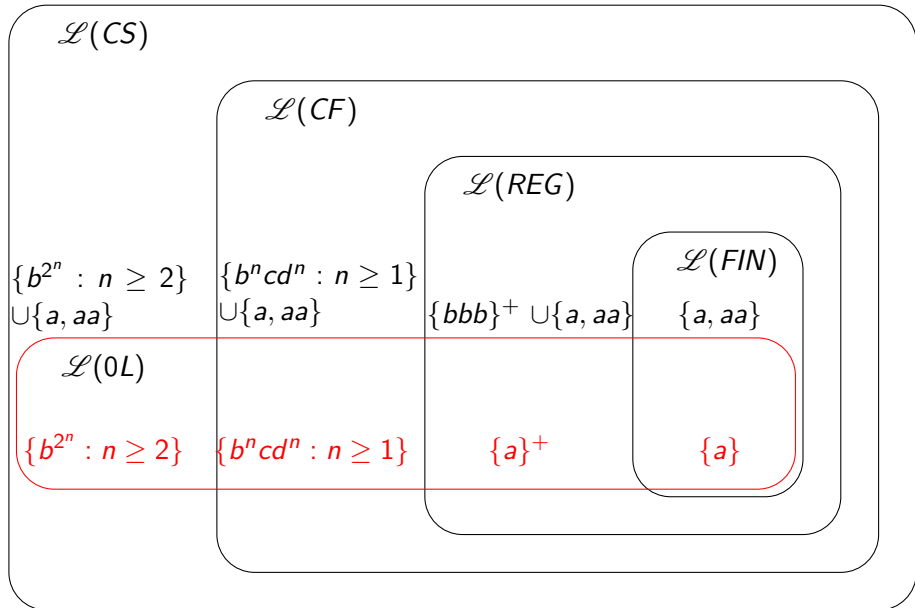 ℒ(CS)
ℒ(CF)
ℒ(REG)
ℒ(FIN)
{b^{2^n} : n ≥ 2}
∪{a, aa}
{b^n cd^n : n ≥ 1}
∪{a, aa}
{bbb}^+ ∪{a, aa}
{a, aa}
ℒ(0L)
{b^{2^n} : n ≥ 2}
{b^n cd^n : n ≥ 1}
{a}^+
{a}